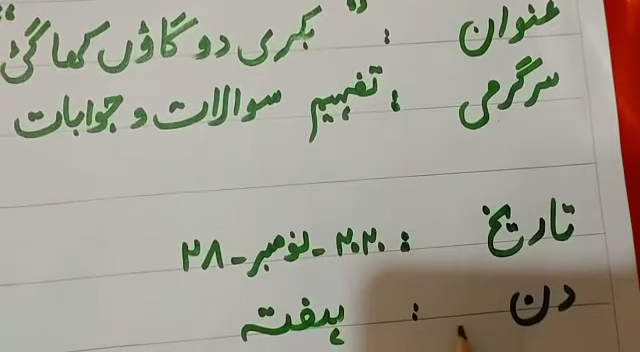 عنوان : " بکری دو گاؤں کھا گئی "
سرگرمی : تفہیم سوالات و جوابات
تاریخ : ۲۰۲۰ - نومبر - ۲۸
دن : ہفتہ